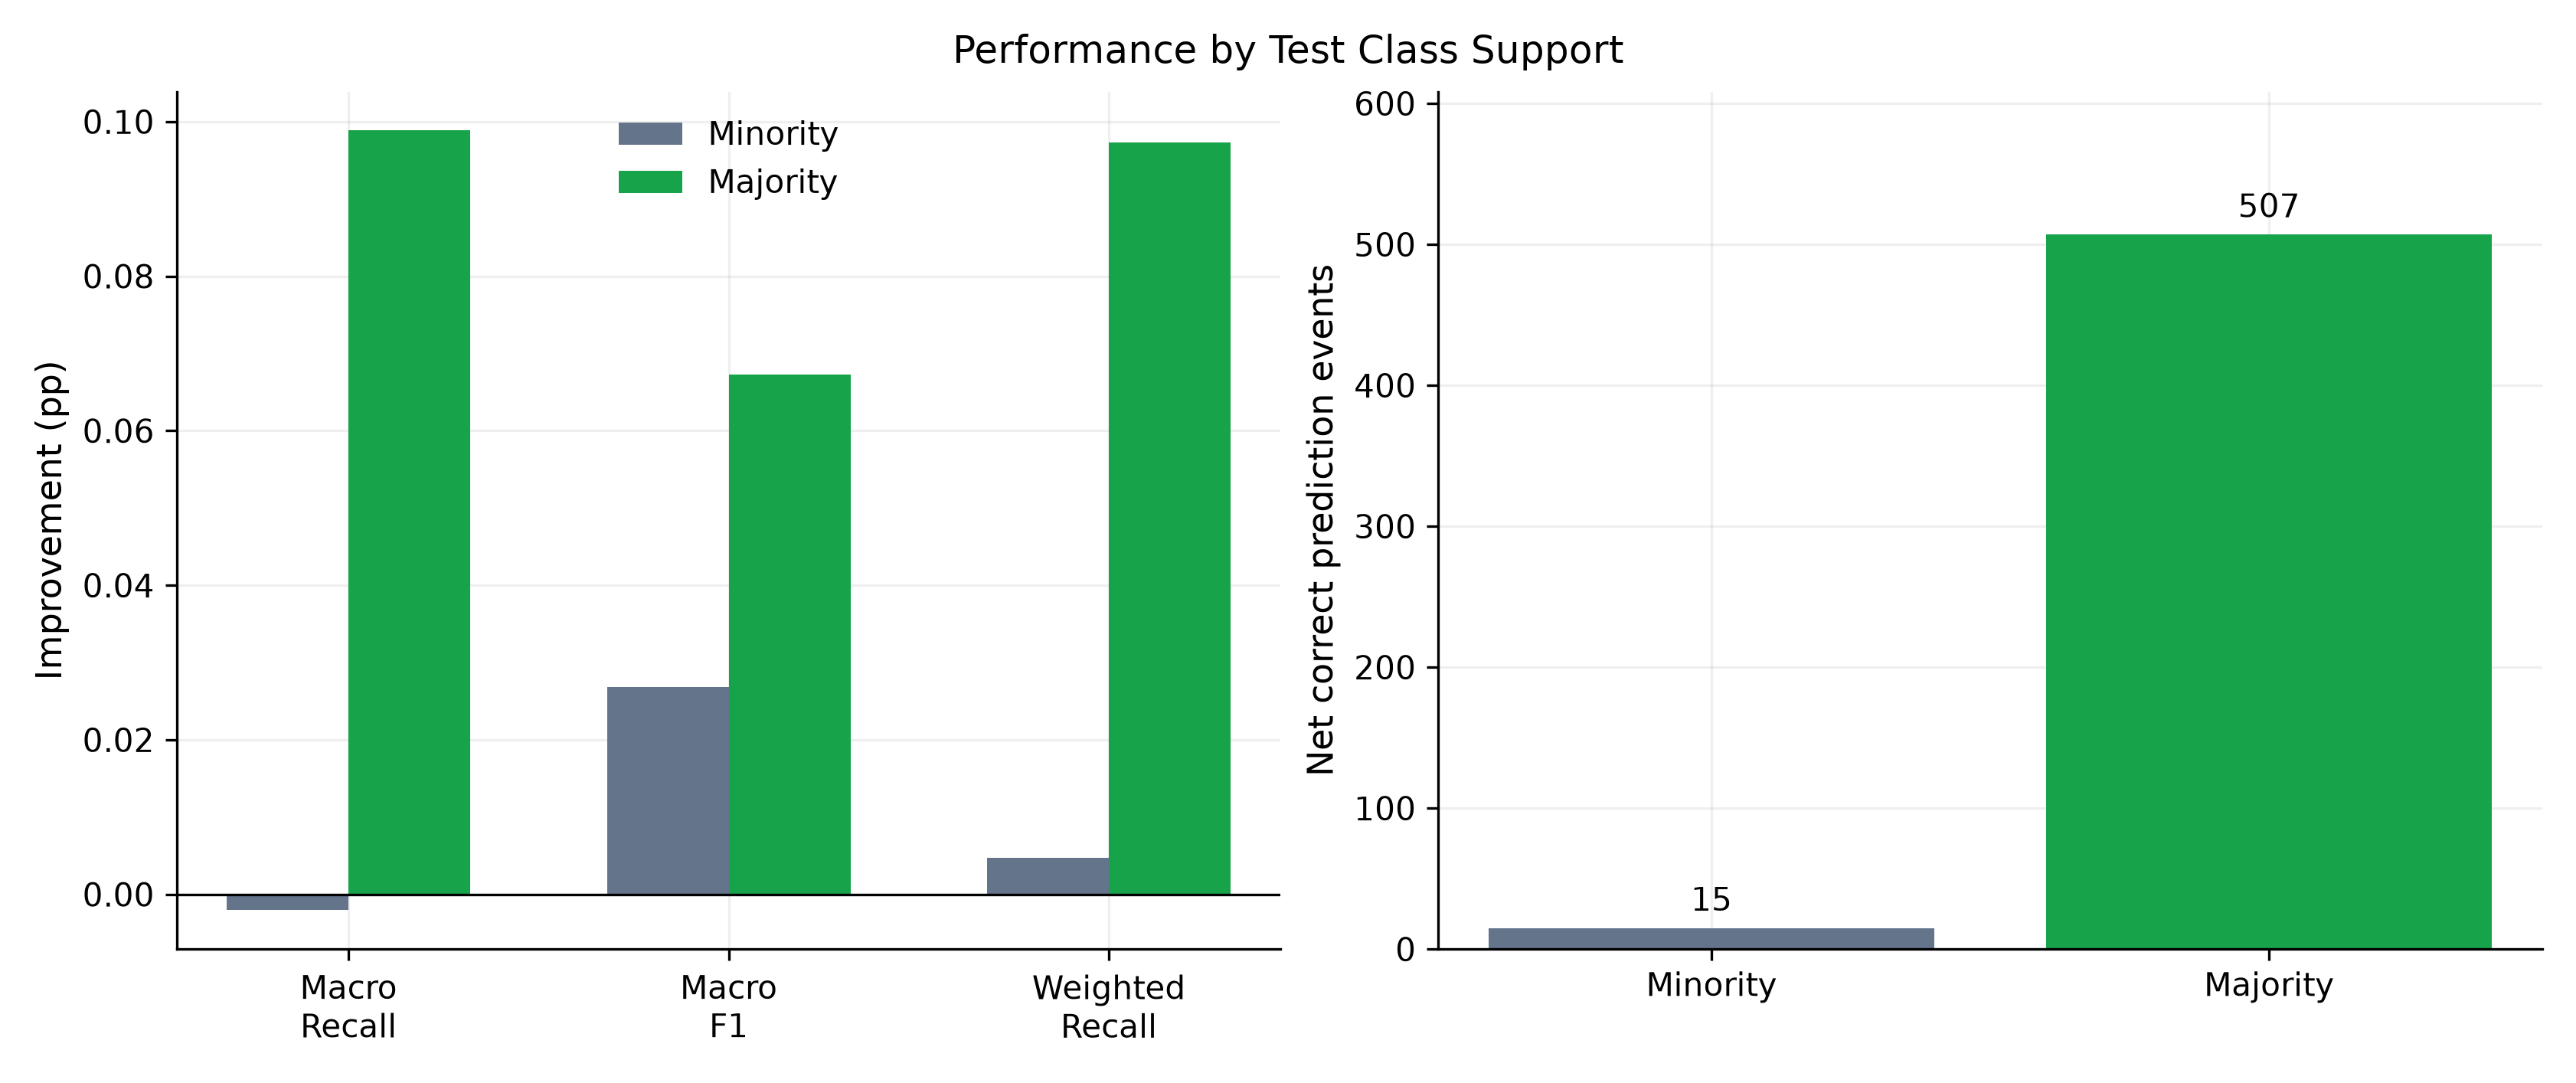 Performance by Test Class Support
Improvement (pp)
0.10
0.08
0.06
0.04
0.02
0.00
Minority
Majority
Macro
Recall
Macro
F1
Weighted
Recall
Net correct prediction events
600
500
400
300
200
100
0
15
507
Minority
Majority